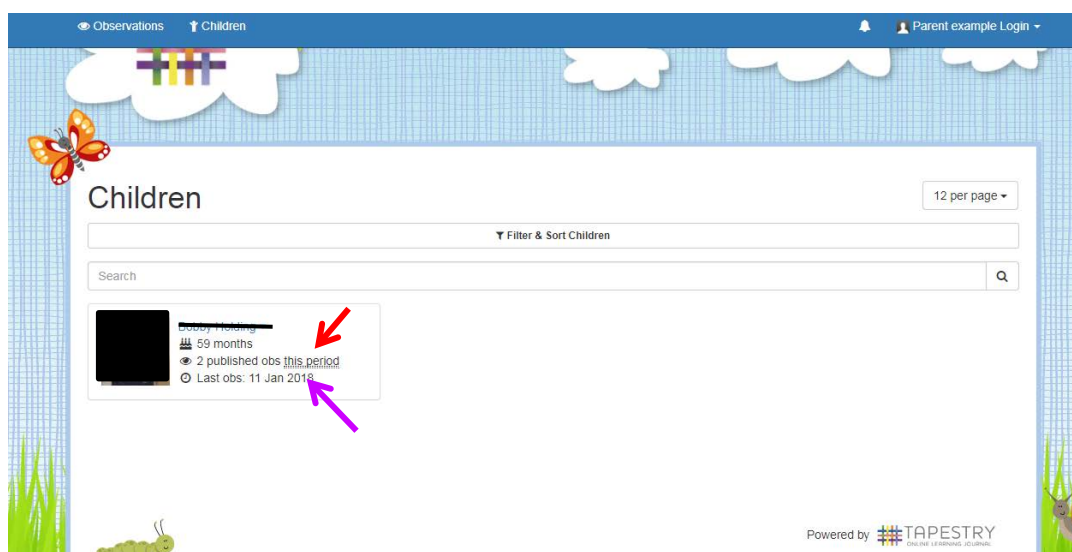 Observations Children Parent example Login
Children
12 per page
Filter & Sort Children
Search
59 months
2 published obs this period
Last obs: 11 Jan 2018
Powered by TAPESTRY
ONLINE LEARNING JOURNAL